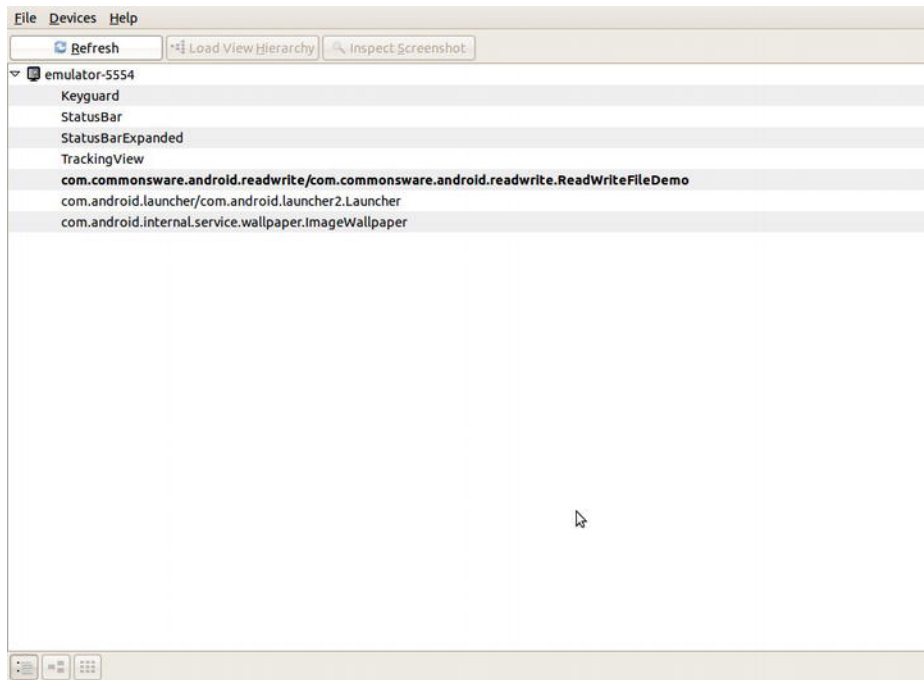 File Devices Help
Refresh Load View Hierarchy Inspect Screenshot
emulator-5554
Keyguard
StatusBar
StatusBarExpanded
TrackingView
com.commonsware.android.readwrite/com.commonsware.android.readwrite.ReadWriteFileDemo
com.android.launcher/com.android.launcher2.Launcher
com.android.internal.service.wallpaper.ImageWallpaper